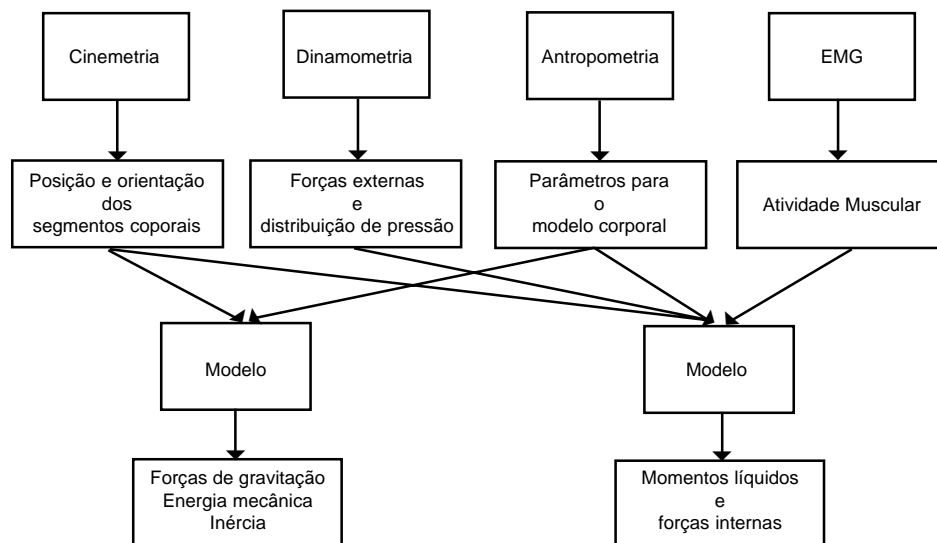 Cinemetria
Dinamometria
Antropometria
EMG
Posição e orientação
dos
segmentos coporais
Forças externas
e
distribuição de pressão
Parâmetros para
o
modelo corporal
Atividade Muscular
Modelo
Modelo
Forças de gravitação
Energia mecânica
Inércia
Momentos líquidos
e
forças internas